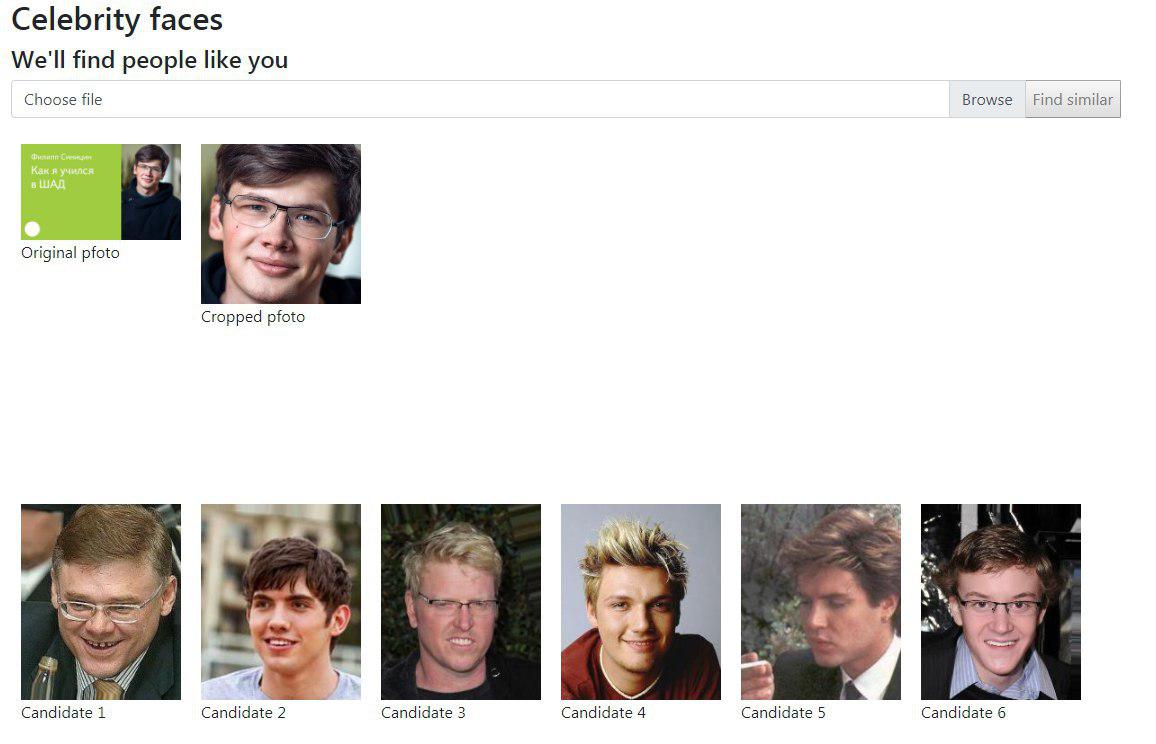 Celebrity faces
We'll find people like you
Choose file
Browse
Find similar
Филипп Синицин
Как я учился
в ШАД
Original pfoto
Cropped pfoto
Candidate 1
Candidate 2
Candidate 3
Candidate 4
Candidate 5
Candidate 6